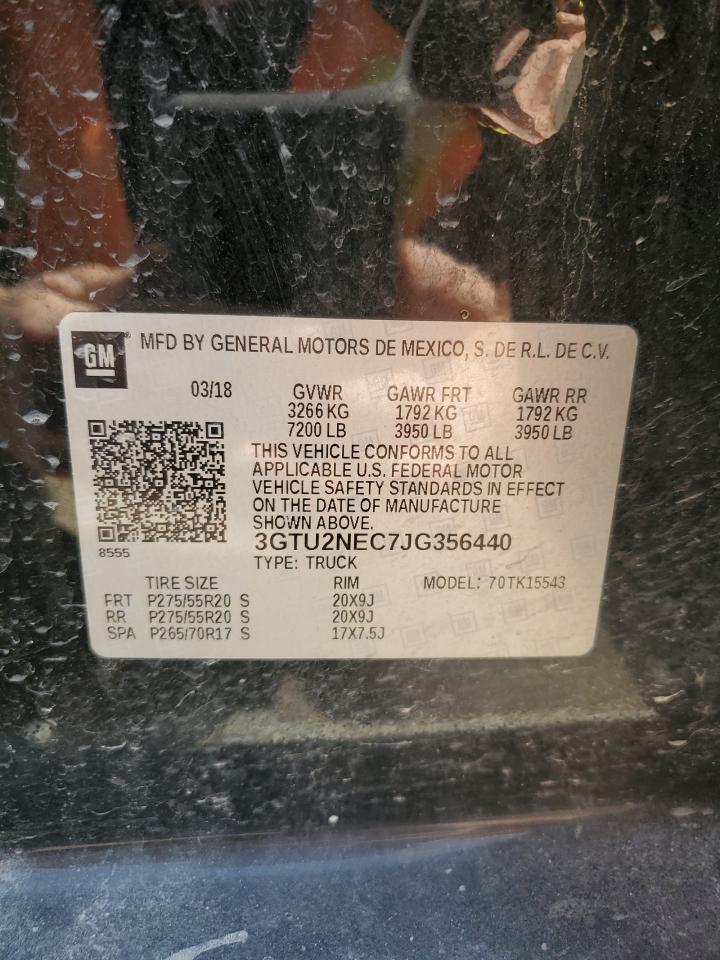 GM
MFD BY GENERAL MOTORS DE MEXICO, S. DE R.L. DE C.V.
03/18 GVWR GAWR FRT GAWR RR
3266 KG 1792 KG 1792 KG
7200 LB 3950 LB 3950 LB
THIS VEHICLE CONFORMS TO ALL
APPLICABLE U.S. FEDERAL MOTOR
VEHICLE SAFETY STANDARDS IN EFFECT
ON THE DATE OF MANUFACTURE
SHOWN ABOVE.
8555 3GTU2NEC7JG356440
TYPE: TRUCK
TIRE SIZE RIM MODEL: 70TK15543
FRT P275/55R20 S 20X9J
RR P275/55R20 S 20X9J
SPA P265/70R17 S 17X7.5J